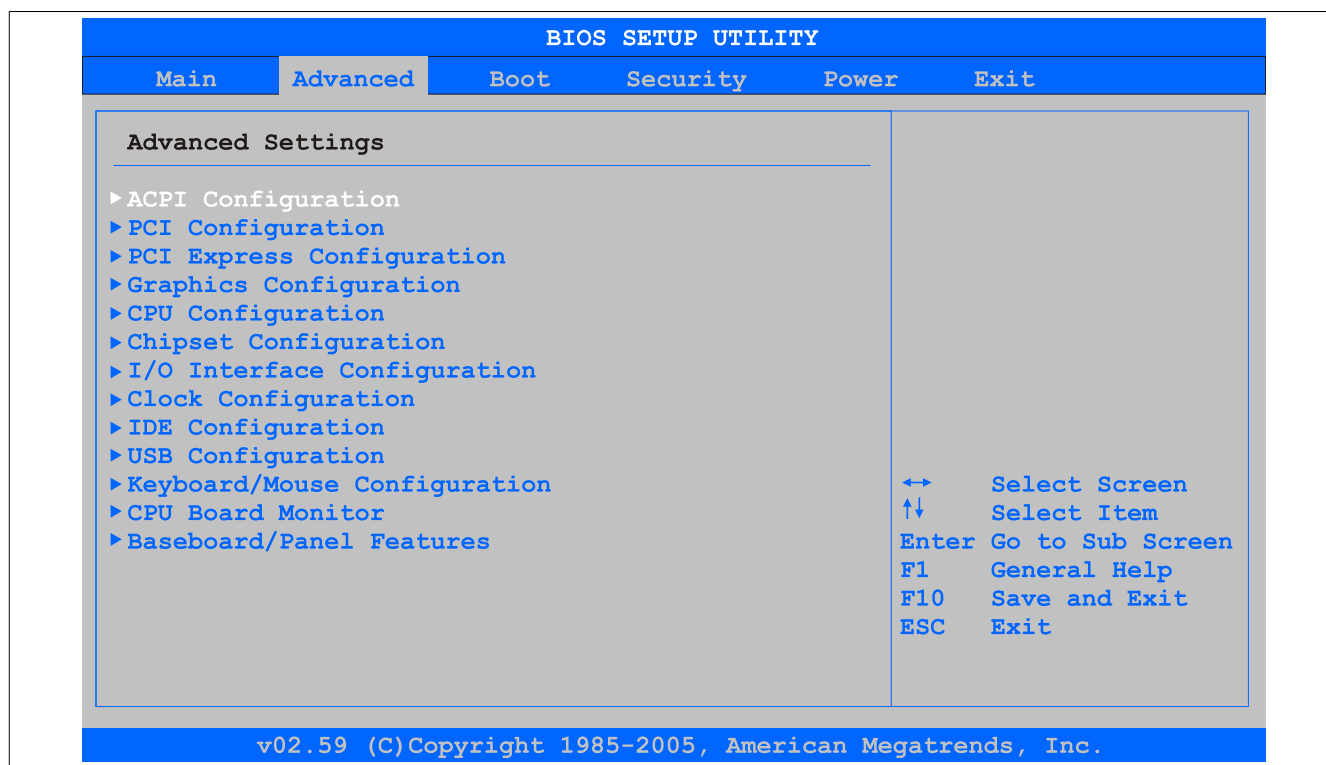 BIOS SETUP UTILITY
Main Advanced Boot Security Power Exit
Advanced Settings
ACPI Configuration
PCI Configuration
PCI Express Configuration
Graphics Configuration
CPU Configuration
Chipset Configuration
I/O Interface Configuration
Clock Configuration
IDE Configuration
USB Configuration
Keyboard/Mouse Configuration
CPU Board Monitor
Baseboard/Panel Features
↔ Select Screen
↑↓ Select Item
Enter Go to Sub Screen
F1 General Help
F10 Save and Exit
ESC Exit
v02.59 (C)Copyright 1985-2005, American Megatrends, Inc.